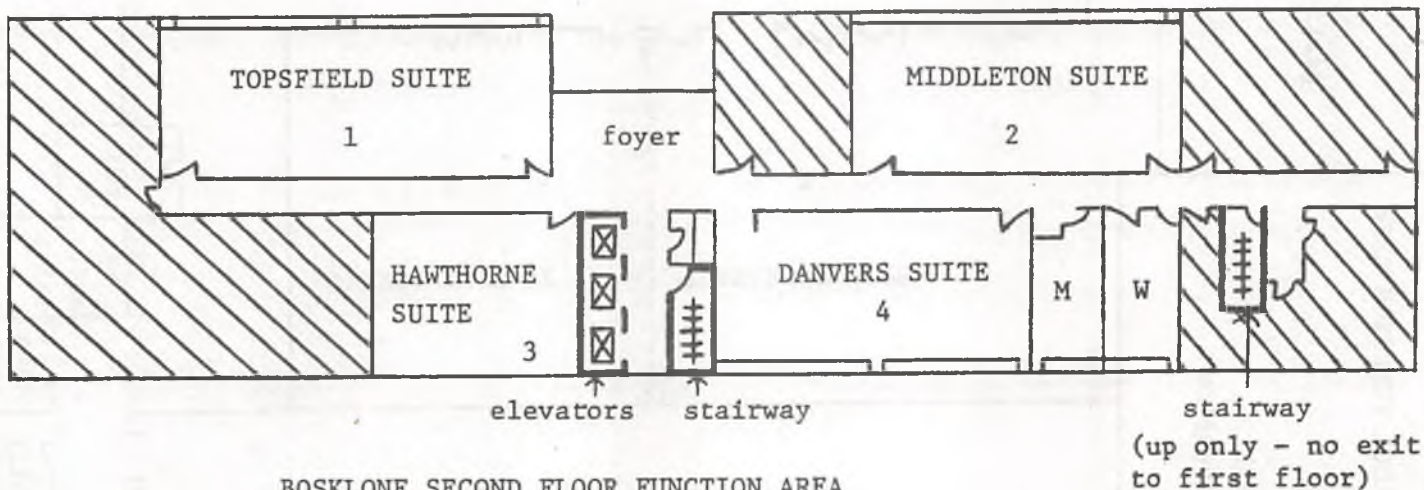 TOPSFIELD SUITE
1
foyer
MIDDLETON SUITE
2
HAWTHORNE
SUITE
3
DANVERS SUITE
4
M
W
elevators
stairway
stairway
(up only - no exit
to first floor)
BOSKLONE SECOND FLOOR FUNCTION AREA